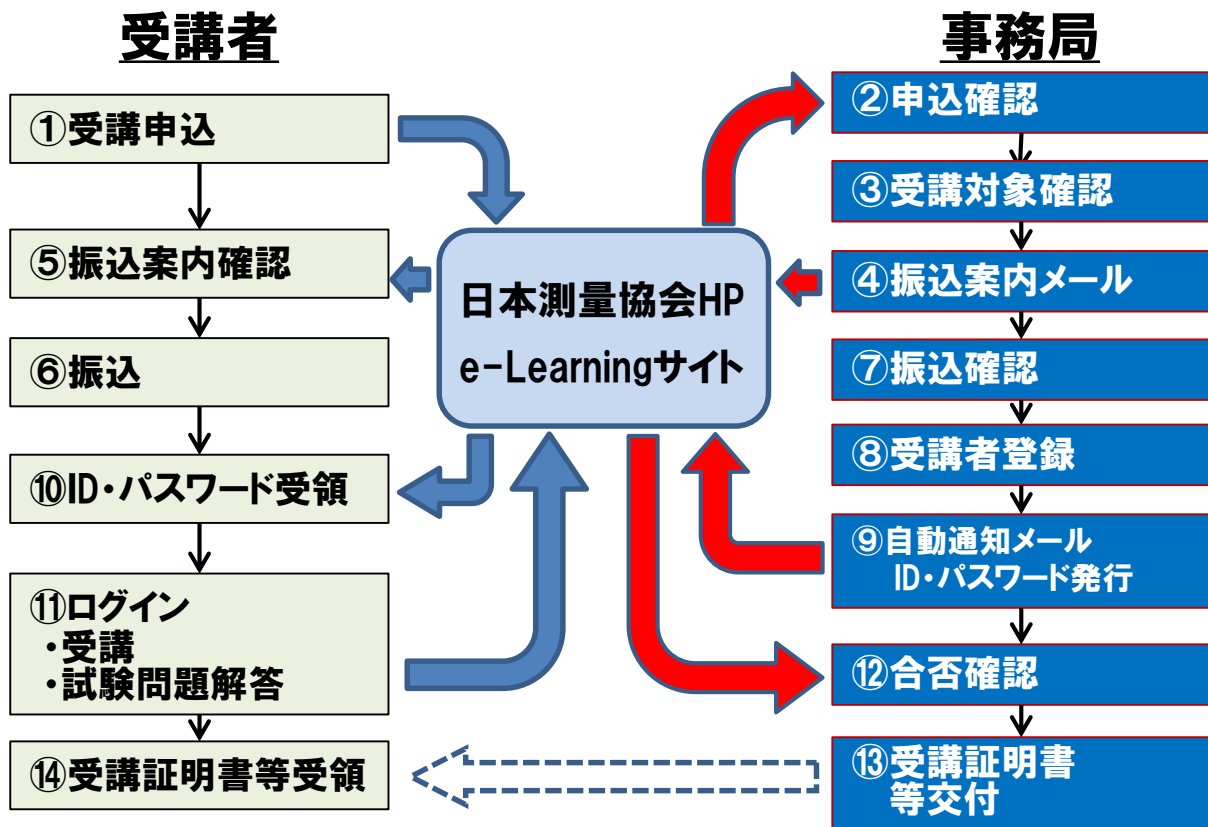 受講者
事務局
①受講申込
⑤振込案内確認
⑥振込
⑩ID・パスワード受領
⑪ログイン
・受講
・試験問題解答
⑭受講証明書等受領
日本測量協会HP
e-Learningサイト
②申込確認
③受講対象確認
④振込案内メール
⑦振込確認
⑧受講者登録
⑨自動通知メール
ID・パスワード発行
⑫合否確認
⑬受講証明書
等交付